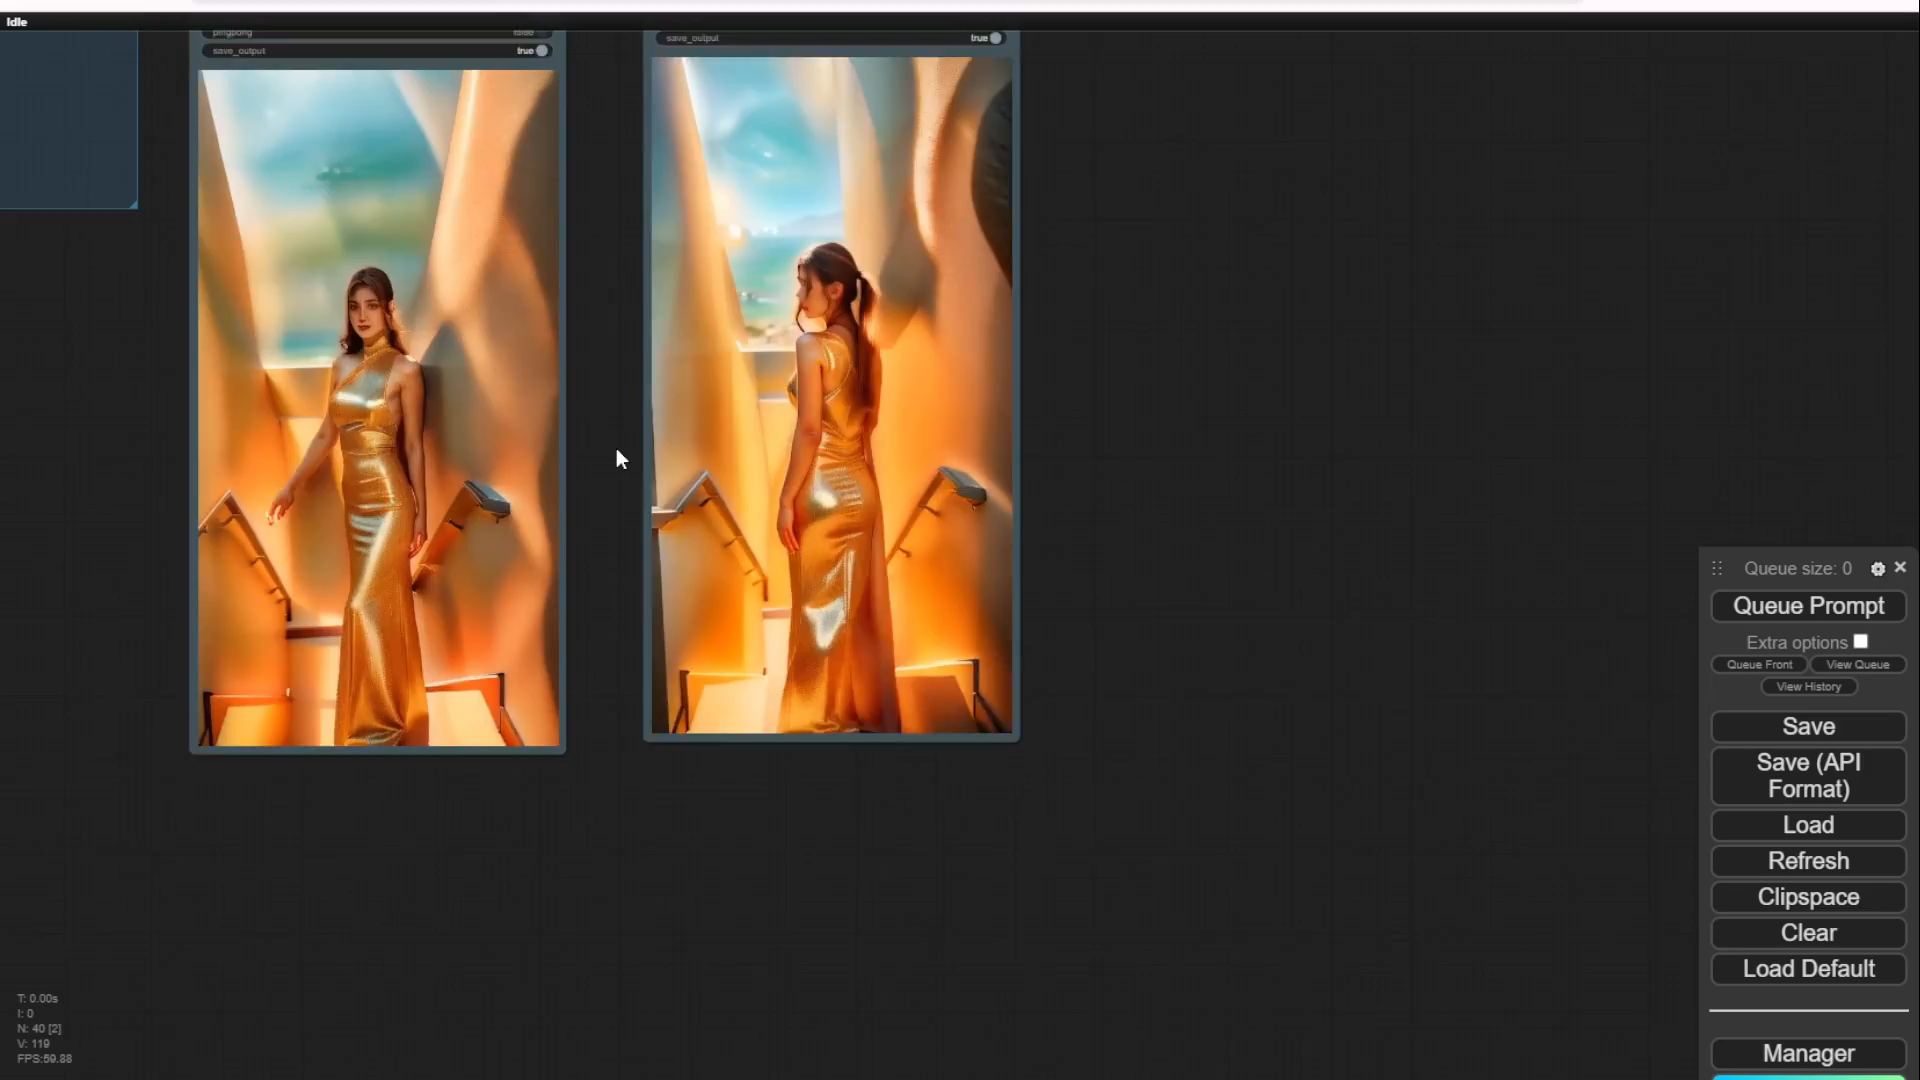 Idle
pingpong false
save_output true
save_output true
Queue size: 0
Queue Prompt
Extra options
Queue Front View Queue
View History
Save
Save (API
Format)
Load
Refresh
Clipspace
Clear
Load Default
Manager
T: 0.00s
I: 0
N: 40 [2]
V: 119
FPS:59.88